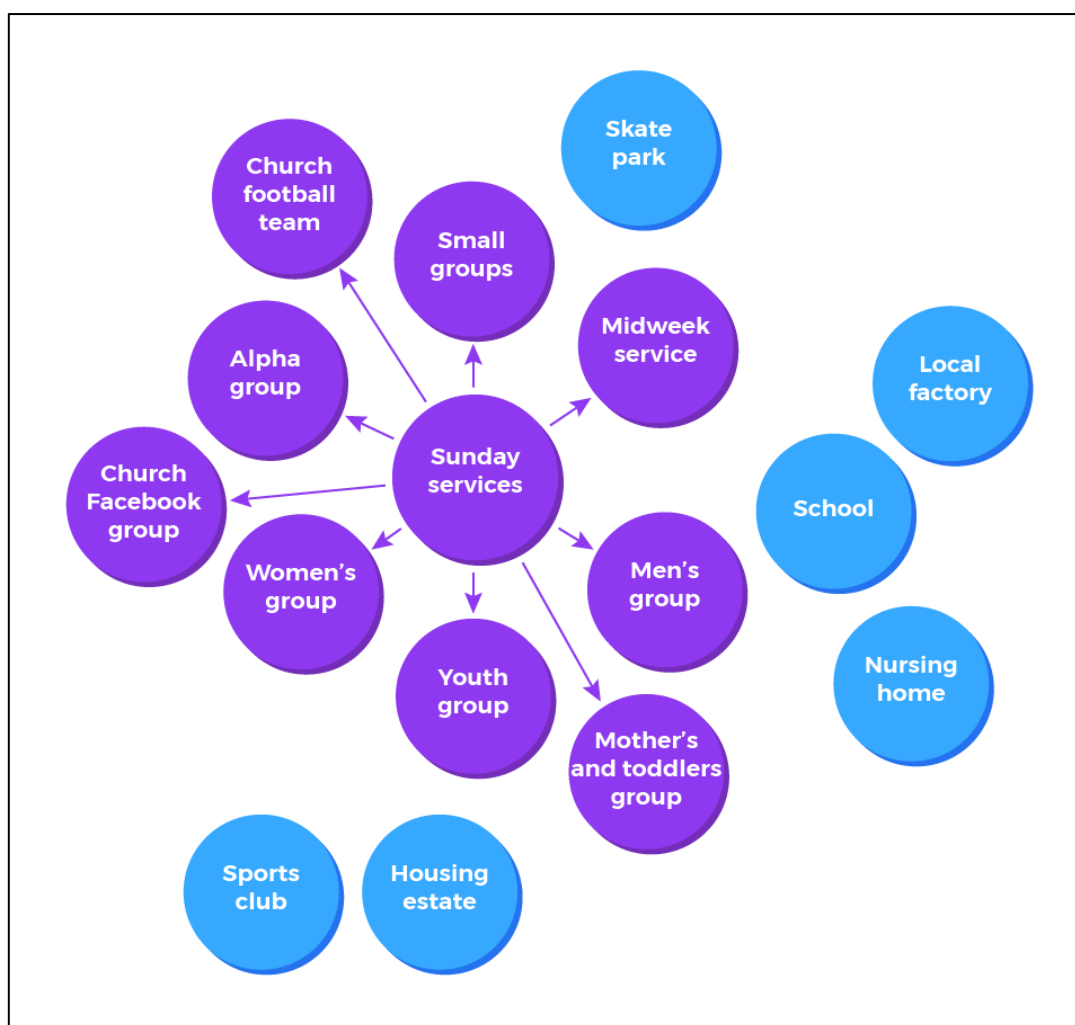 Skate
park
Church
football
team
Small
groups
Midweek
service
Local
factory
Alpha
group
Sunday
services
Church
Facebook
group
School
Women’s
group
Men’s
group
Nursing
home
Youth
group
Mother’s
and toddlers
group
Sports
club
Housing
estate